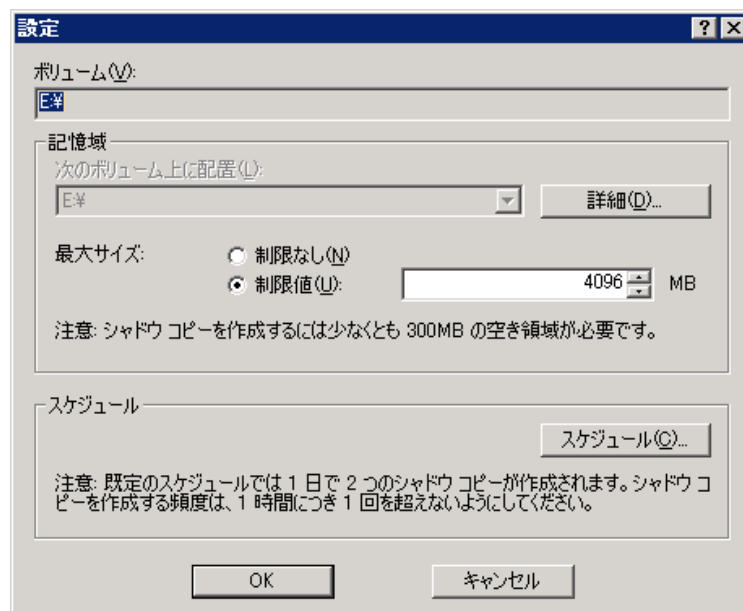 設定
ボリューム(V):
E:¥
記憶域
次のボリューム上に配置(L):
E:¥
詳細(D)...
最大サイズ:
制限なし(N)
制限値(U):
4096
MB
注意: シャドウ コピーを作成するには少なくとも 300MB の空き領域が必要です。
スケジュール
スケジュール(C)...
注意: 既定のスケジュールでは 1 日で 2 つのシャドウ コピーが作成されます。シャドウ コ
ピーを作成する頻度は、1 時間につき 1 回を超えないようにしてください。
OK
キャンセル